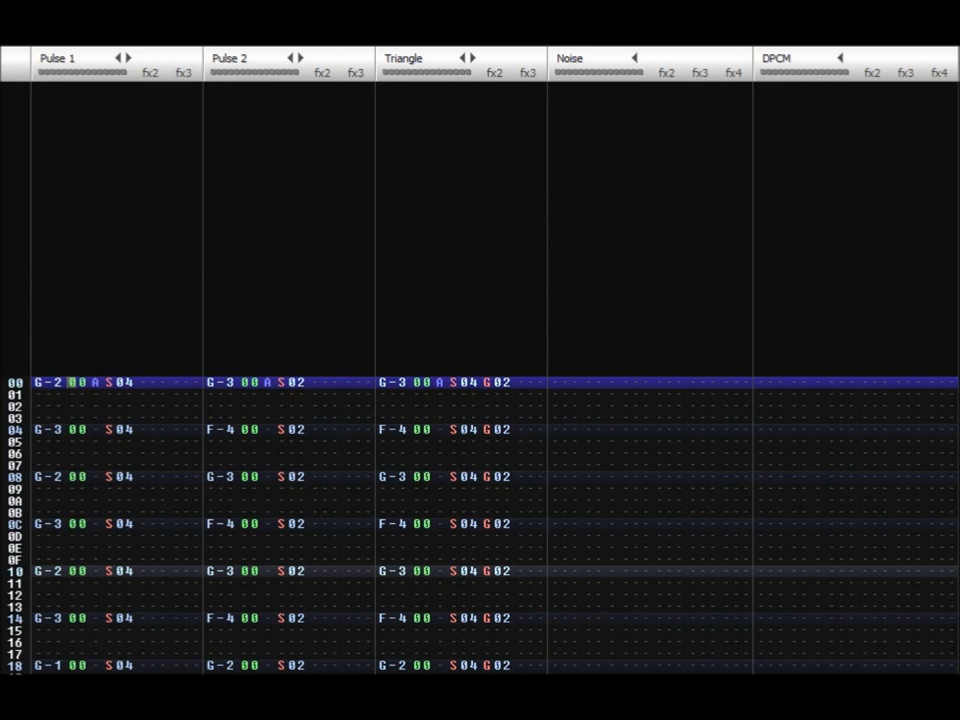 Pulse 1 Pulse 2 Triangle Noise DPCM
fx2 fx3 fx2 fx3 fx2 fx3 fx2 fx3 fx4 fx2 fx3 fx4
00 G-2 00 A S04 G-3 00 A S02 G-3 00 A S04 G02
01
02
03
04 G-3 00 S04 F-4 00 S02 F-4 00 S04 G02
05
06
07
08 G-2 00 S04 G-3 00 S02 G-3 00 S04 G02
09
0A
0B
0C G-3 00 S04 F-4 00 S02 F-4 00 S04 G02
0D
0E
0F
10 G-2 00 S04 G-3 00 S02 G-3 00 S04 G02
11
12
13
14 G-3 00 S04 F-4 00 S02 F-4 00 S04 G02
15
16
17
18 G-1 00 S04 G-2 00 S02 G-2 00 S04 G02